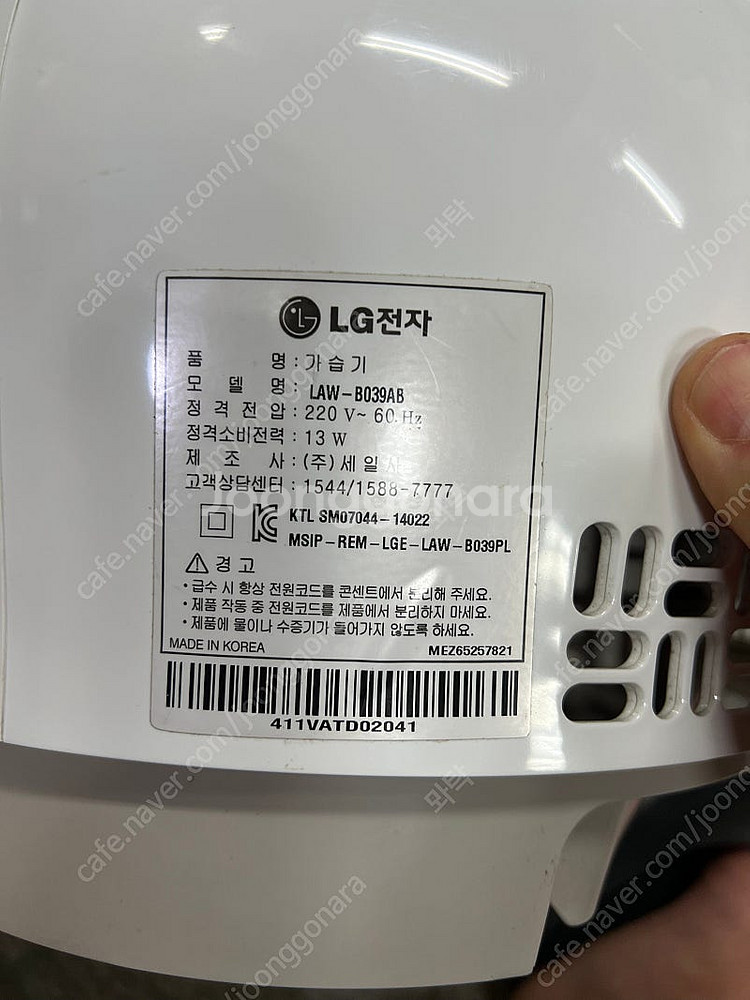 LG전자
품 명 : 가습기
모 델 명 : LAW-B039AB
정격전압 : 220 V~ 60 Hz
정격소비전력 : 13 W
제 조 사 : (주)세일
고객상담센터 : 1544/1588-7777
KTL SM07044-14022
MSIP-REM-LGE-LAW-B039PL
경고
• 급수 시 항상 전원코드를 콘센트에서 분리해 주세요.
• 제품 작동 중 전원코드를 제품에서 분리하지 마세요.
• 제품에 물이나 수증기가 들어가지 않도록 하세요.
MADE IN KOREA MEZ65257821
411VATD02041
joonggonara
cafe.naver.com/joonggonara